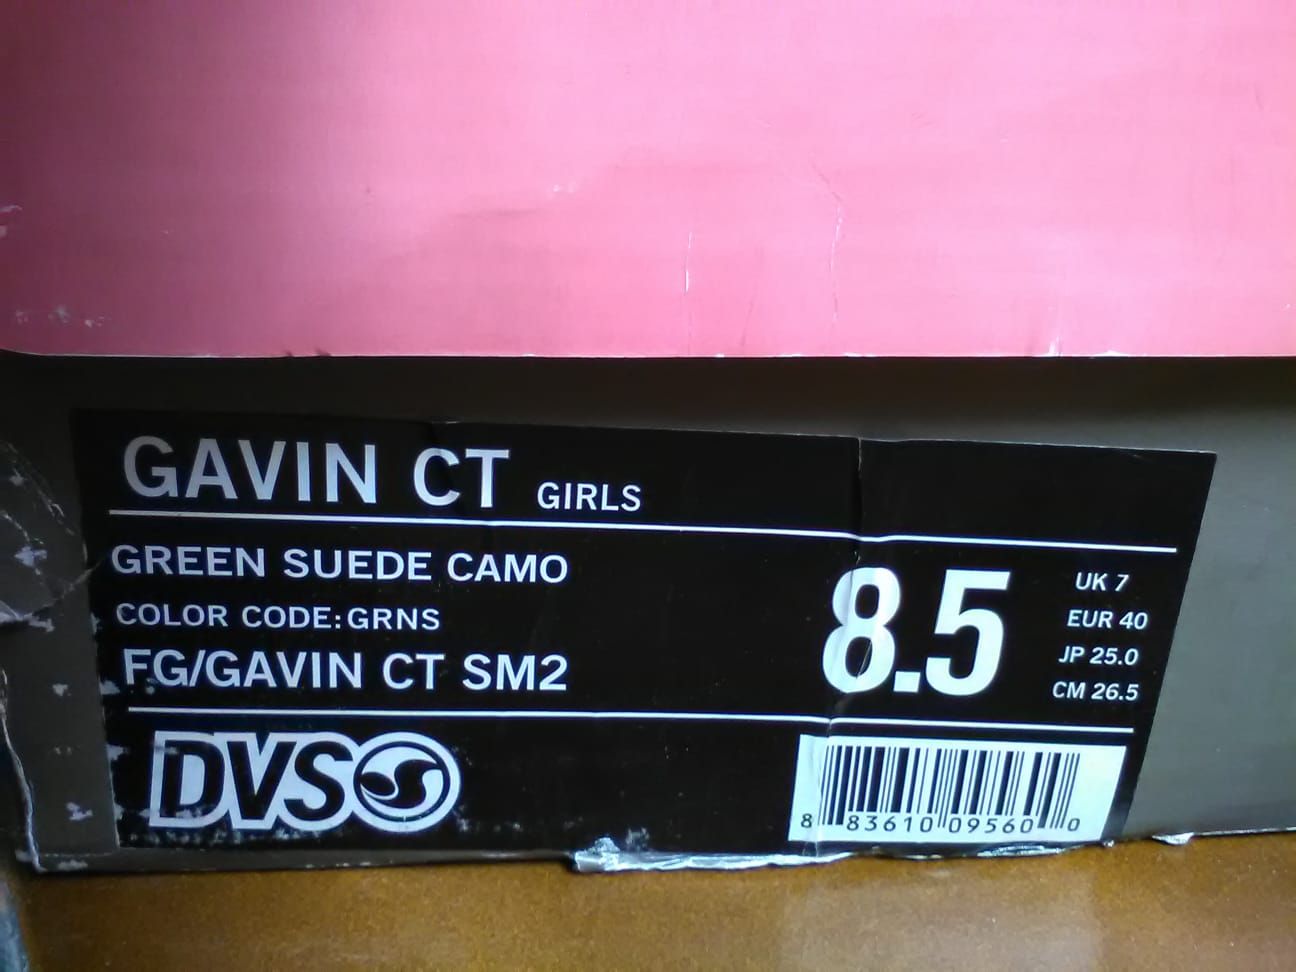 GAVIN CT GIRLS
GREEN SUEDE CAMO
COLOR CODE:GRNS
FG/GAVIN CT SM2
8.5
UK 7
EUR 40
JP 25.0
CM 26.5
DVS
8 83610 09560 0